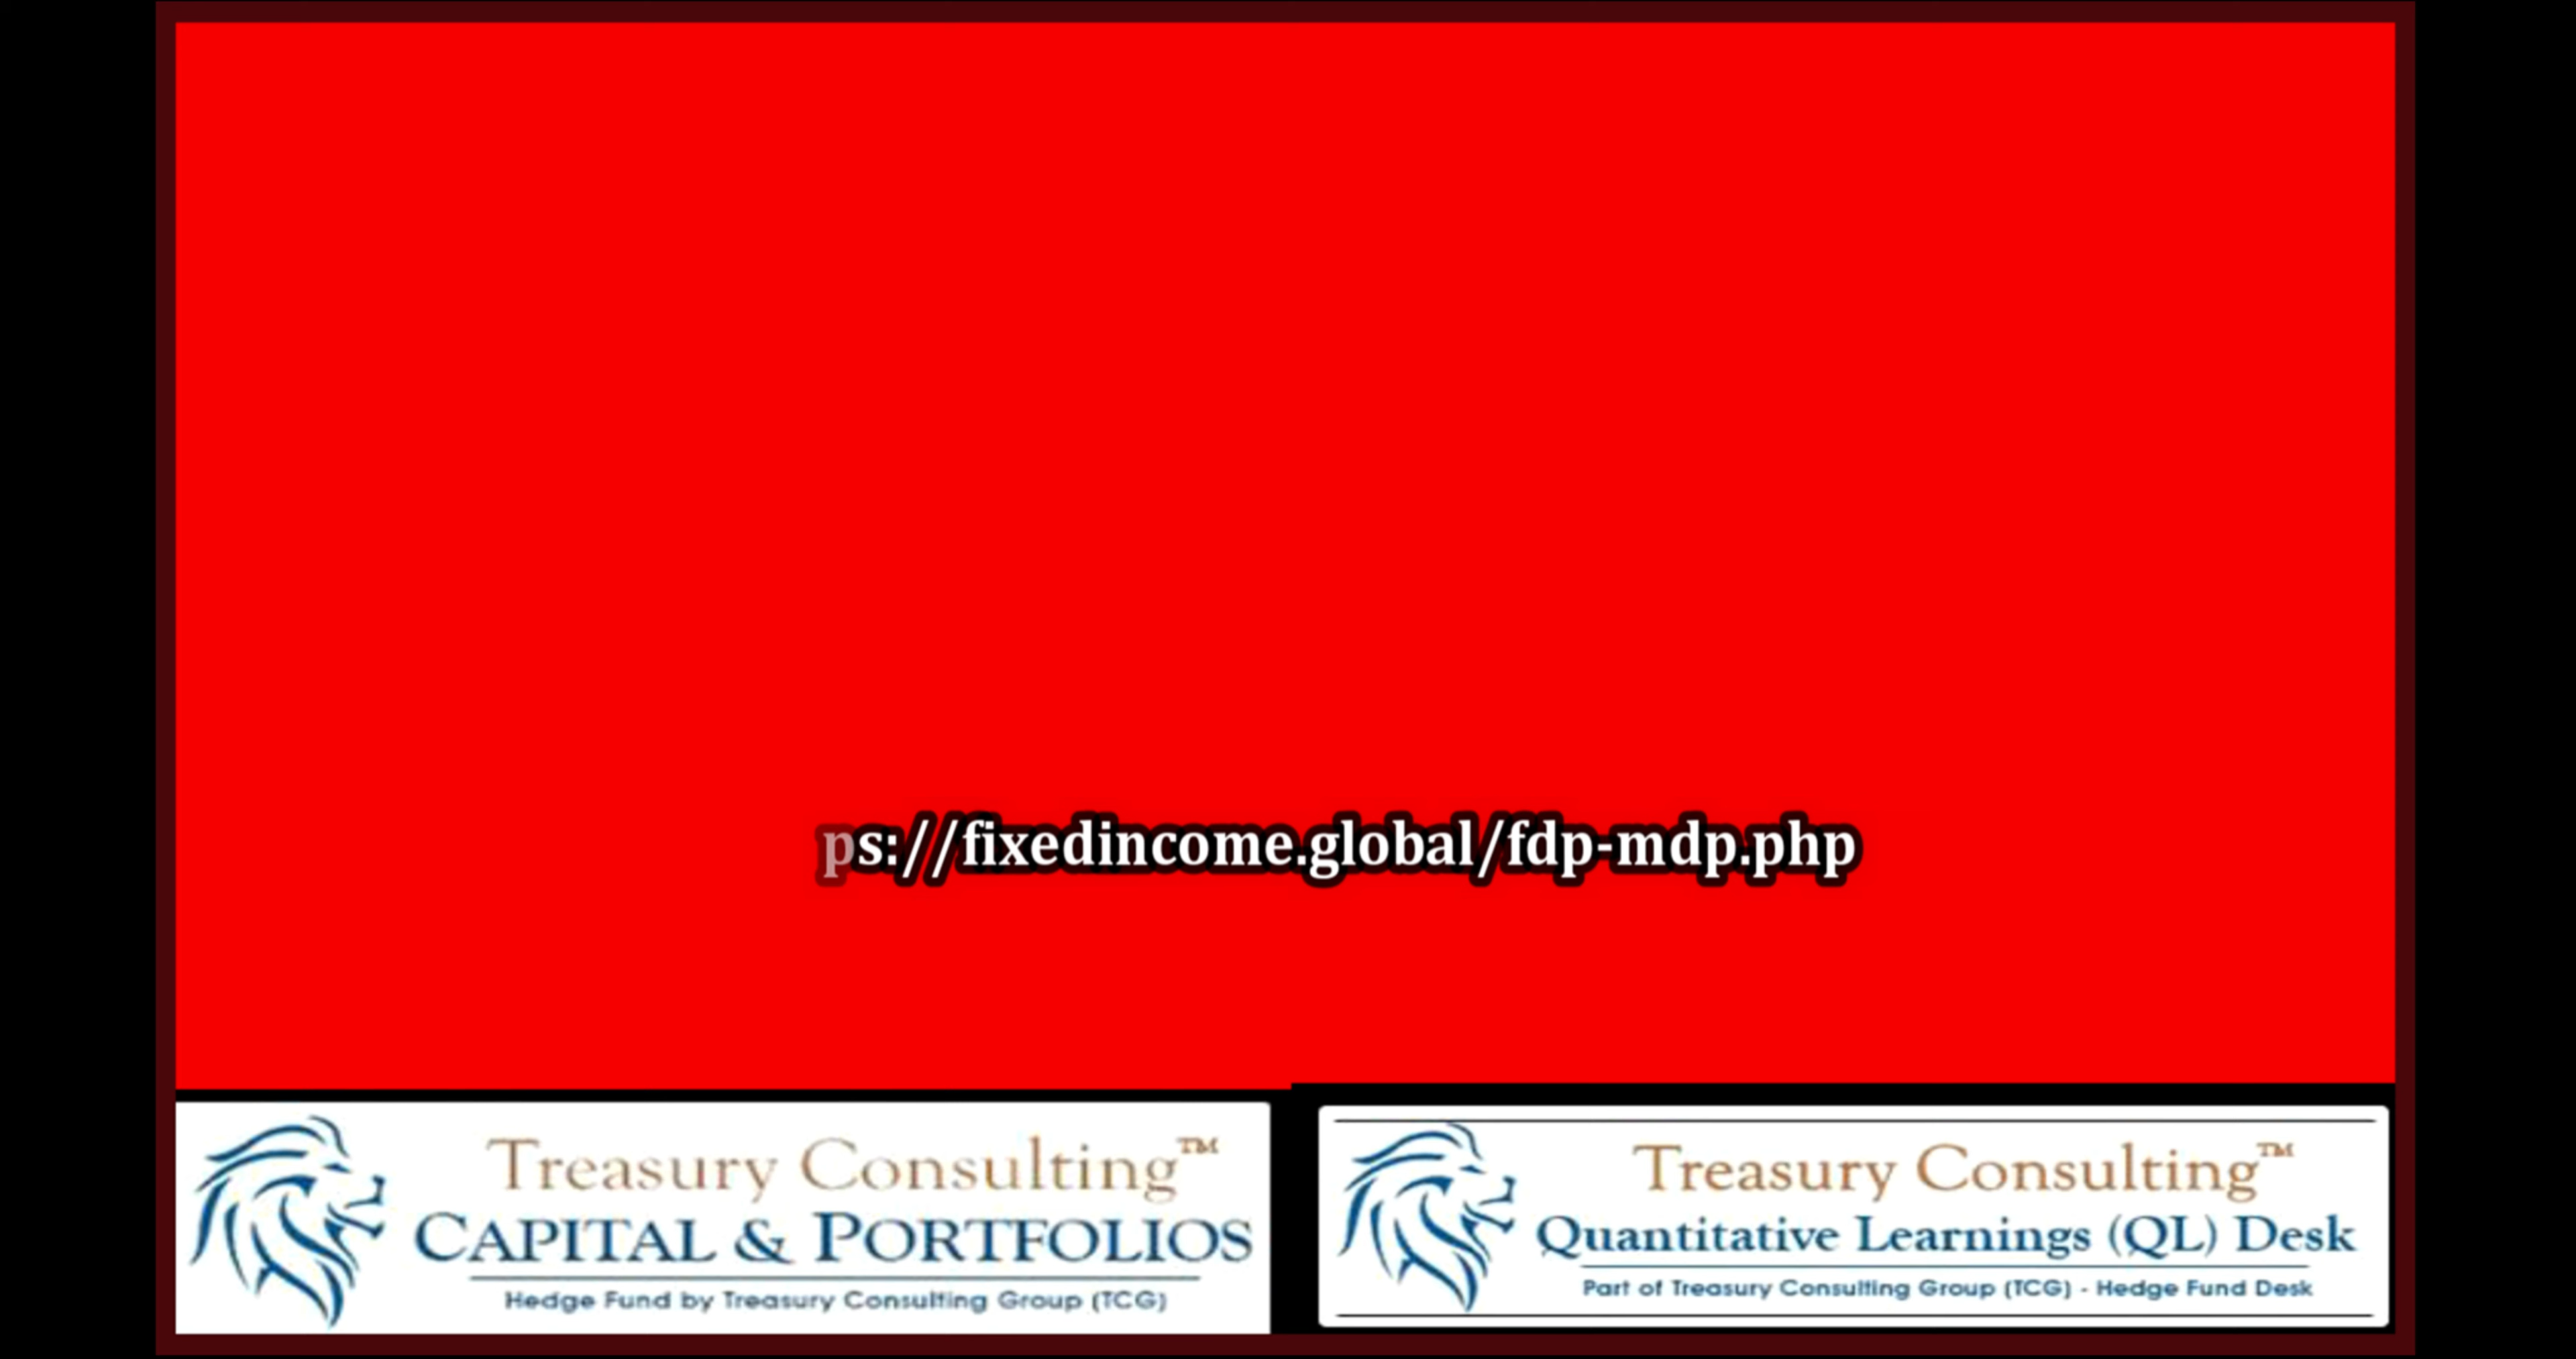 ps://fixedincome.global/fdp-mdp.php
Treasury Consulting™
CAPITAL & PORTFOLIOS
Hedge Fund by Treasury Consulting Group (TCG)
Treasury Consulting™
Quantitative Learnings (QL) Desk
Part of Treasury Consulting Group (TCG) - Hedge Fund Desk